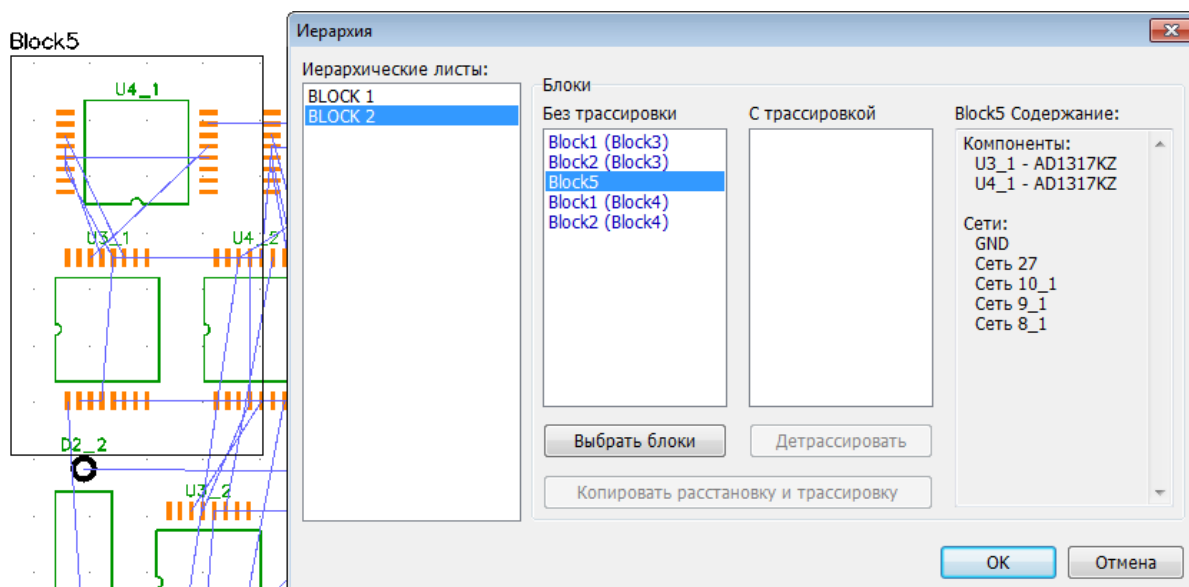 Block5
U4_1
U3_1
U4_2
D2_2
U3_2
Иерархия
Иерархические листы:
BLOCK 1
BLOCK 2
Блоки
Без трассировки
Block1 (Block3)
Block2 (Block3)
Block5
Block1 (Block4)
Block2 (Block4)
С трассировкой
Выбрать блоки
Детрассировать
Копировать расстановку и трассировку
Block5 Содержание:
Компоненты:
U3_1 - AD1317KZ
U4_1 - AD1317KZ
Сети:
GND
Сеть 27
Сеть 10_1
Сеть 9_1
Сеть 8_1
OK
Отмена